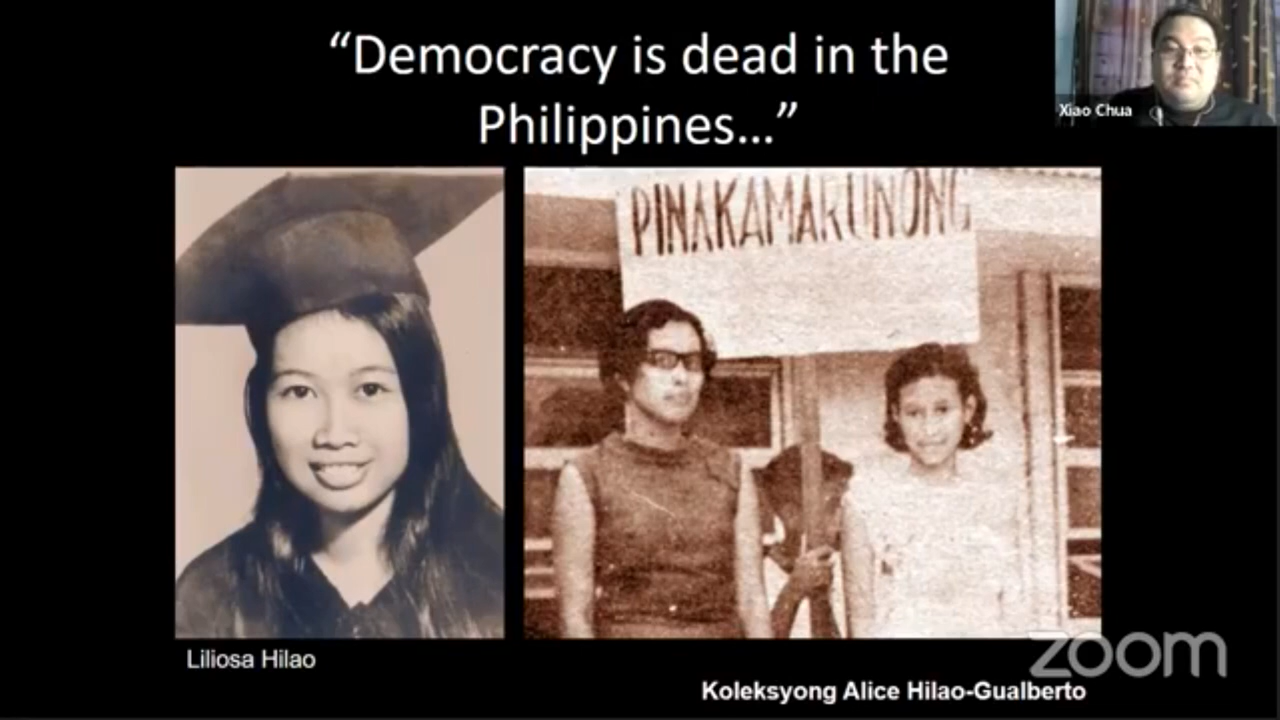 “Democracy is dead in the
Philippines...”
Xiao Chua
PINAKAMARUNONG
Liliosa Hilao
zoom
Koleksyong Alice Hilao-Gualberto